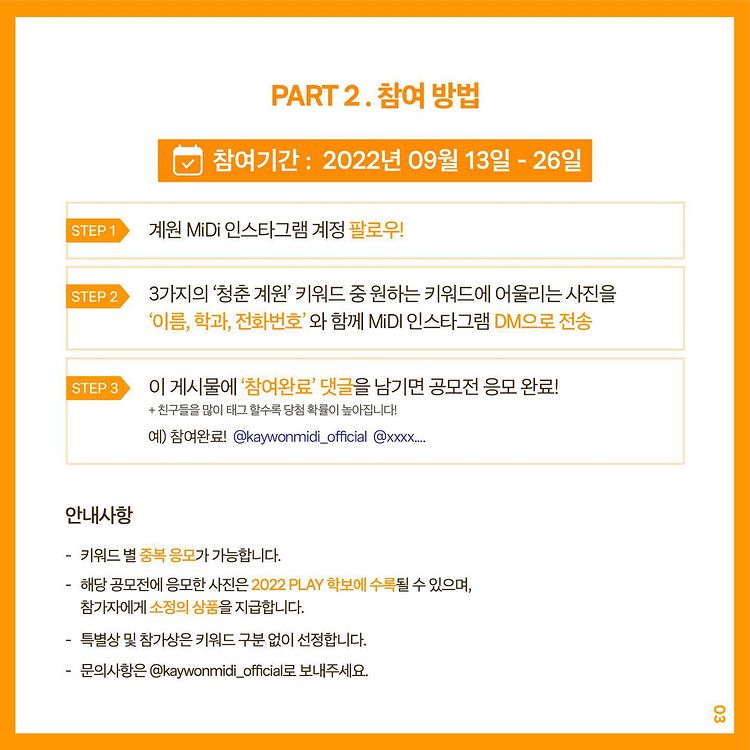 PART 2 . 참여 방법
참여기간 : 2022년 09월 13일 - 26일
STEP 1
계원 MiDi 인스타그램 계정 팔로우!
STEP 2
3가지의 ‘청춘 계원’ 키워드 중 원하는 키워드에 어울리는 사진을
‘이름, 학과, 전화번호’ 와 함께 MiDI 인스타그램 DM으로 전송
STEP 3
이 게시물에 ‘참여완료’ 댓글을 남기면 공모전 응모 완료!
+ 친구들을 많이 태그 할수록 당첨 확률이 높아집니다!
예) 참여완료! @kaywonmidi_official @xxxx....
안내사항
- 키워드 별 중복 응모가 가능합니다.
- 해당 공모전에 응모한 사진은 2022 PLAY 학보에 수록될 수 있으며,
참가자에게 소정의 상품을 지급합니다.
- 특별상 및 참가상은 키워드 구분 없이 선정합니다.
- 문의사항은 @kaywonmidi_official로 보내주세요.
03